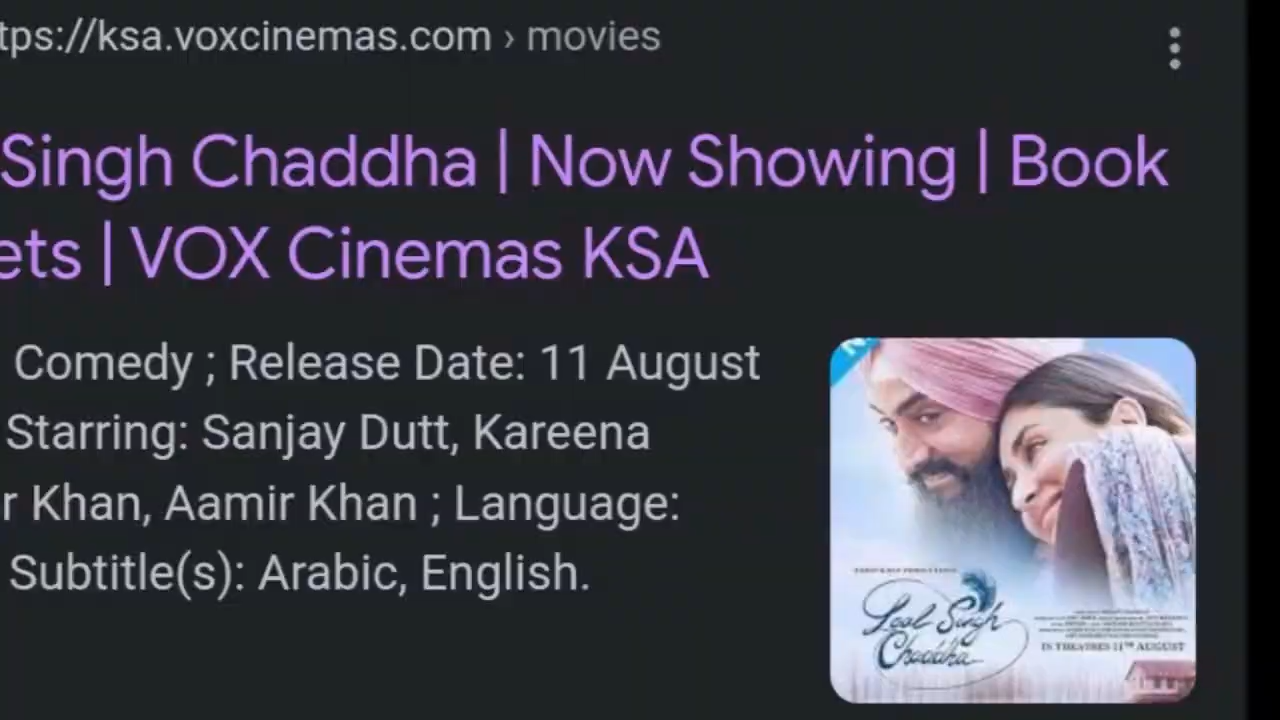 tps://ksa.voxcinemas.com › movies
Singh Chaddha | Now Showing | Book
ets | VOX Cinemas KSA
Comedy ; Release Date: 11 August
Starring: Sanjay Dutt, Kareena
r Khan, Aamir Khan ; Language:
Subtitle(s): Arabic, English.
Laal Singh
Chaddha
IN THEATRES 11TH AUGUST